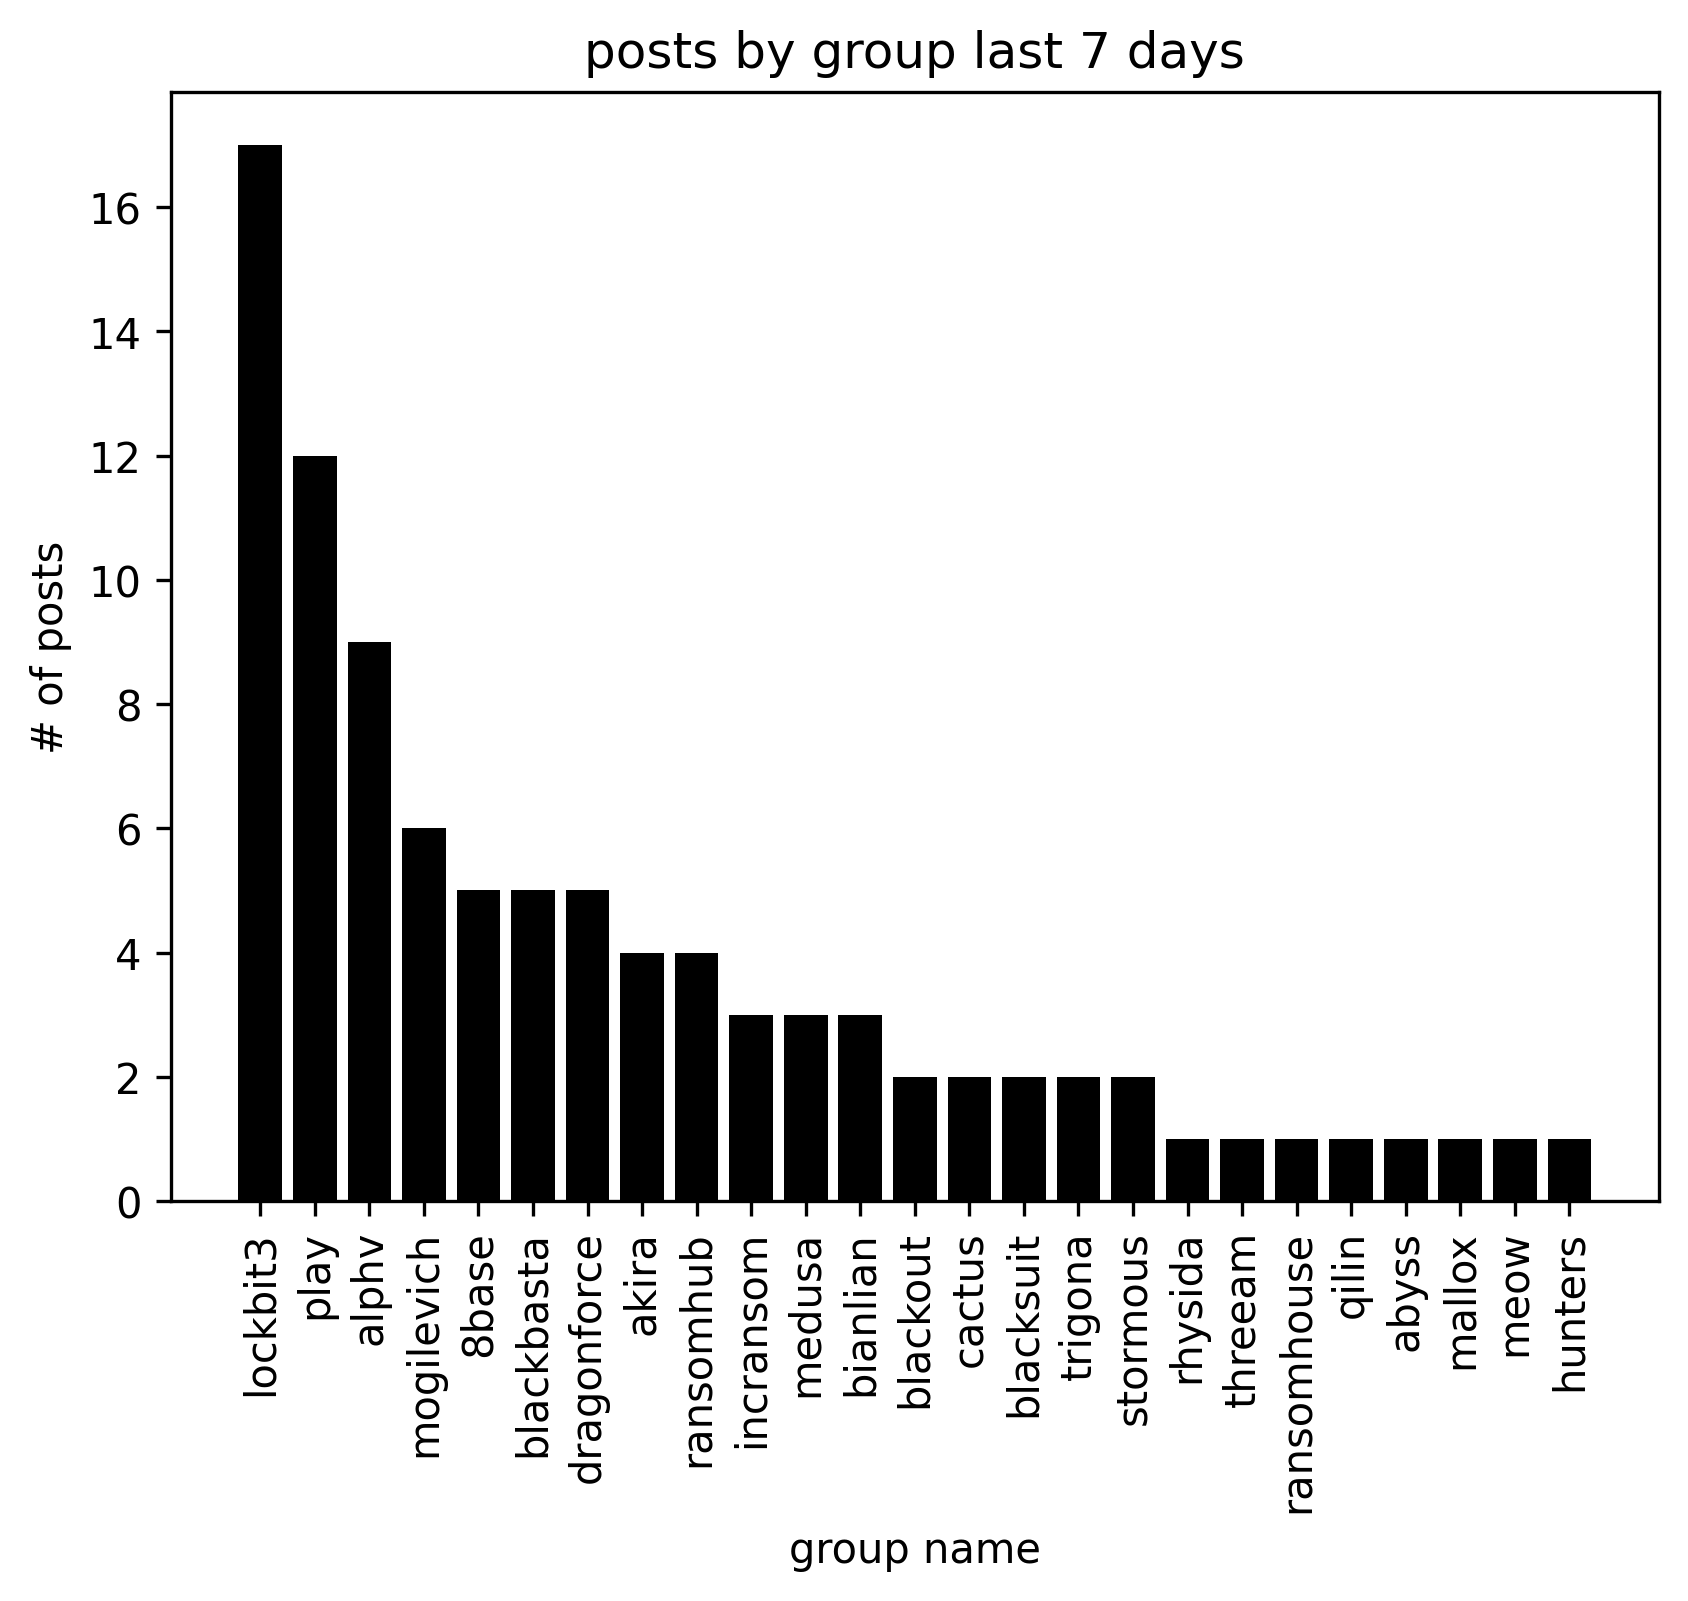 posts by group last 7 days
16
14
12
10
8
6
4
2
0
# of posts
lockbit3
play
alphv
mogilevich
8base
blackbasta
dragonforce
akira
ransomhub
incransom
medusa
bianlian
blackout
cactus
blacksuit
trigona
stormous
rhysida
threeam
ransomhouse
qilin
abyss
mallox
meow
hunters
group name